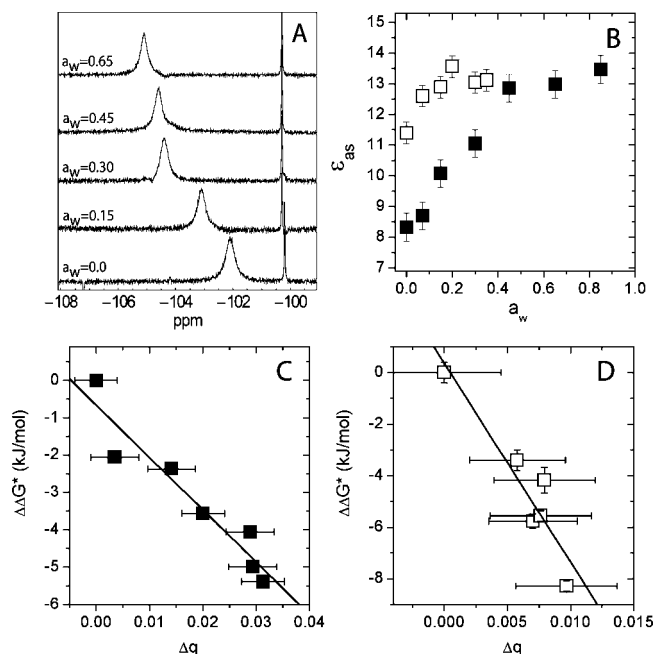 A
a_w=0.65
a_w=0.45
a_w=0.30
a_w=0.15
a_w=0.0
−108 −106 −104 −102 −100
ppm
B
14
13
12
11
10
9
8
7
ε_as
0.0 0.2 0.4 0.6 0.8 1.0
a_w
C
0
-1
-2
-3
-4
-5
-6
ΔΔG* (kJ/mol)
0.00 0.01 0.02 0.03 0.04
Δq
D
0
-2
-4
-6
-8
ΔΔG* (kJ/mol)
0.000 0.005 0.010 0.015
Δq